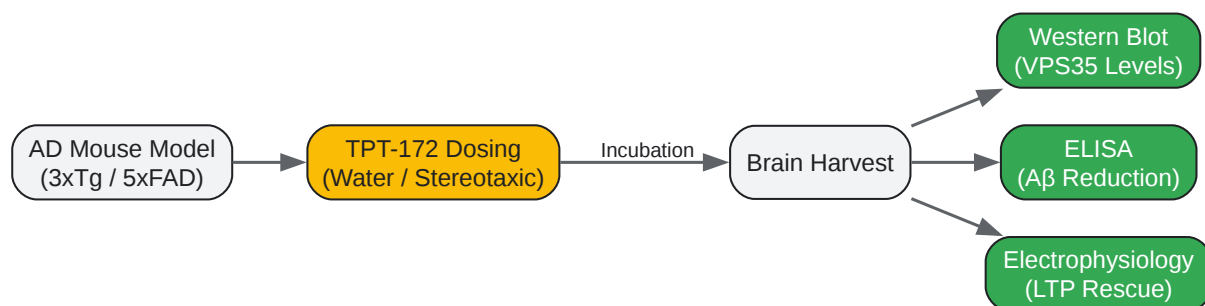 AD Mouse Model
(3xTg / 5xFAD)
TPT-172 Dosing
(Water / Stereotaxic)
Incubation
Brain Harvest
Western Blot
(VPS35 Levels)
ELISA
(Aβ Reduction)
Electrophysiology
(LTP Rescue)